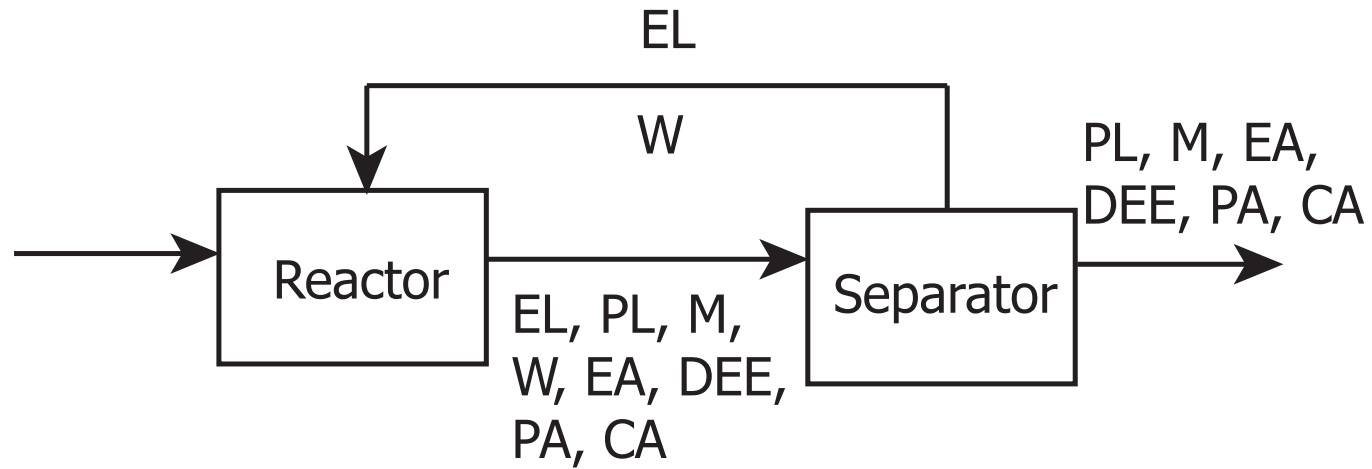 EL
W
PL, M, EA,
DEE, PA, CA
Reactor
Separator
EL, PL, M,
W, EA, DEE,
PA, CA